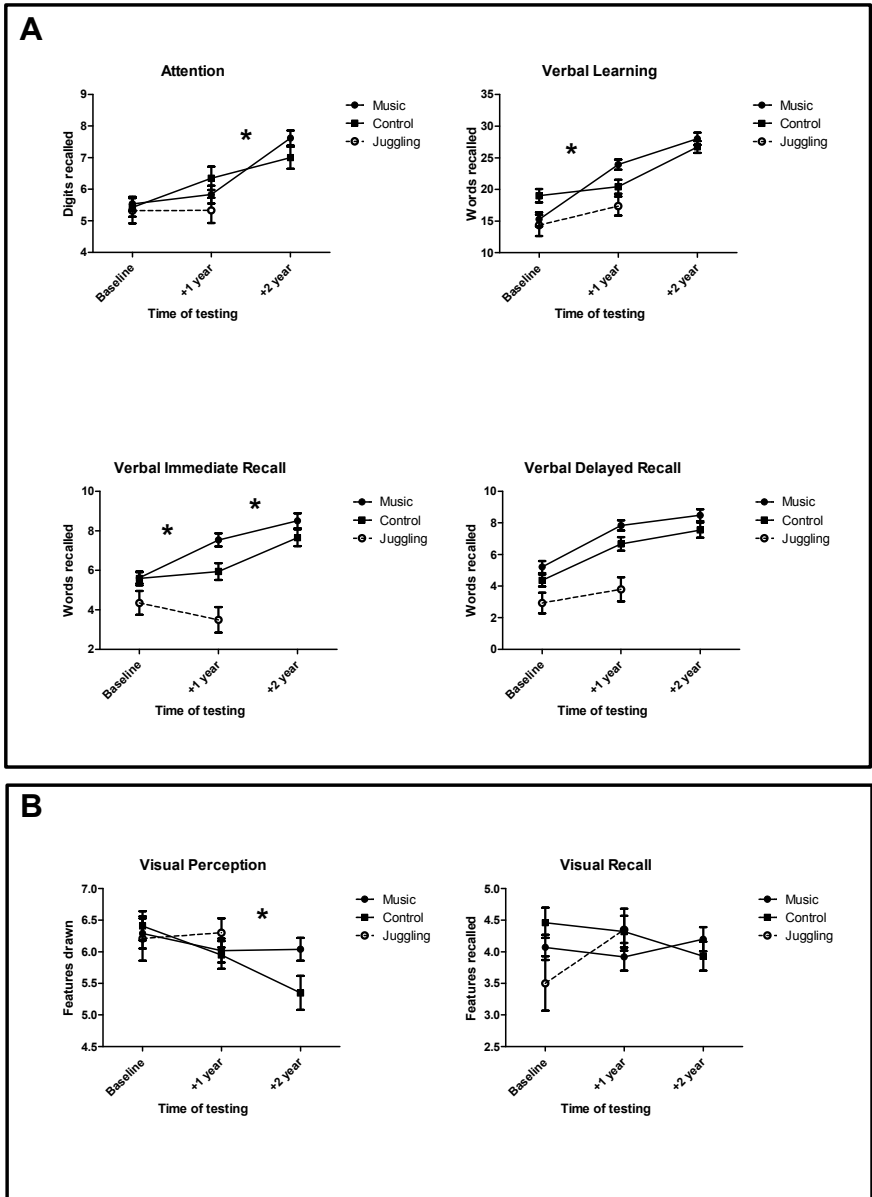 A
Attention
Digits recalled
9
8
7
6
5
4
*
Music
Control
Juggling
Baseline
+1 year
+2 year
Time of testing
Verbal Learning
Words recalled
35
30
25
20
15
10
*
Music
Control
Juggling
Baseline
+1 year
+2 year
Time of testing
Verbal Immediate Recall
Words recalled
10
8
6
4
2
*
*
Music
Control
Juggling
Baseline
+1 year
+2 year
Time of testing
Verbal Delayed Recall
Words recalled
10
8
6
4
2
0
Music
Control
Juggling
Baseline
+1 year
+2 year
Time of testing
B
Visual Perception
Features drawn
7.0
6.5
6.0
5.5
5.0
4.5
*
Music
Control
Juggling
Baseline
+1 year
+2 year
Time of testing
Visual Recall
Features recalled
5.0
4.5
4.0
3.5
3.0
2.5
Music
Control
Juggling
Baseline
+1 year
+2 year
Time of testing